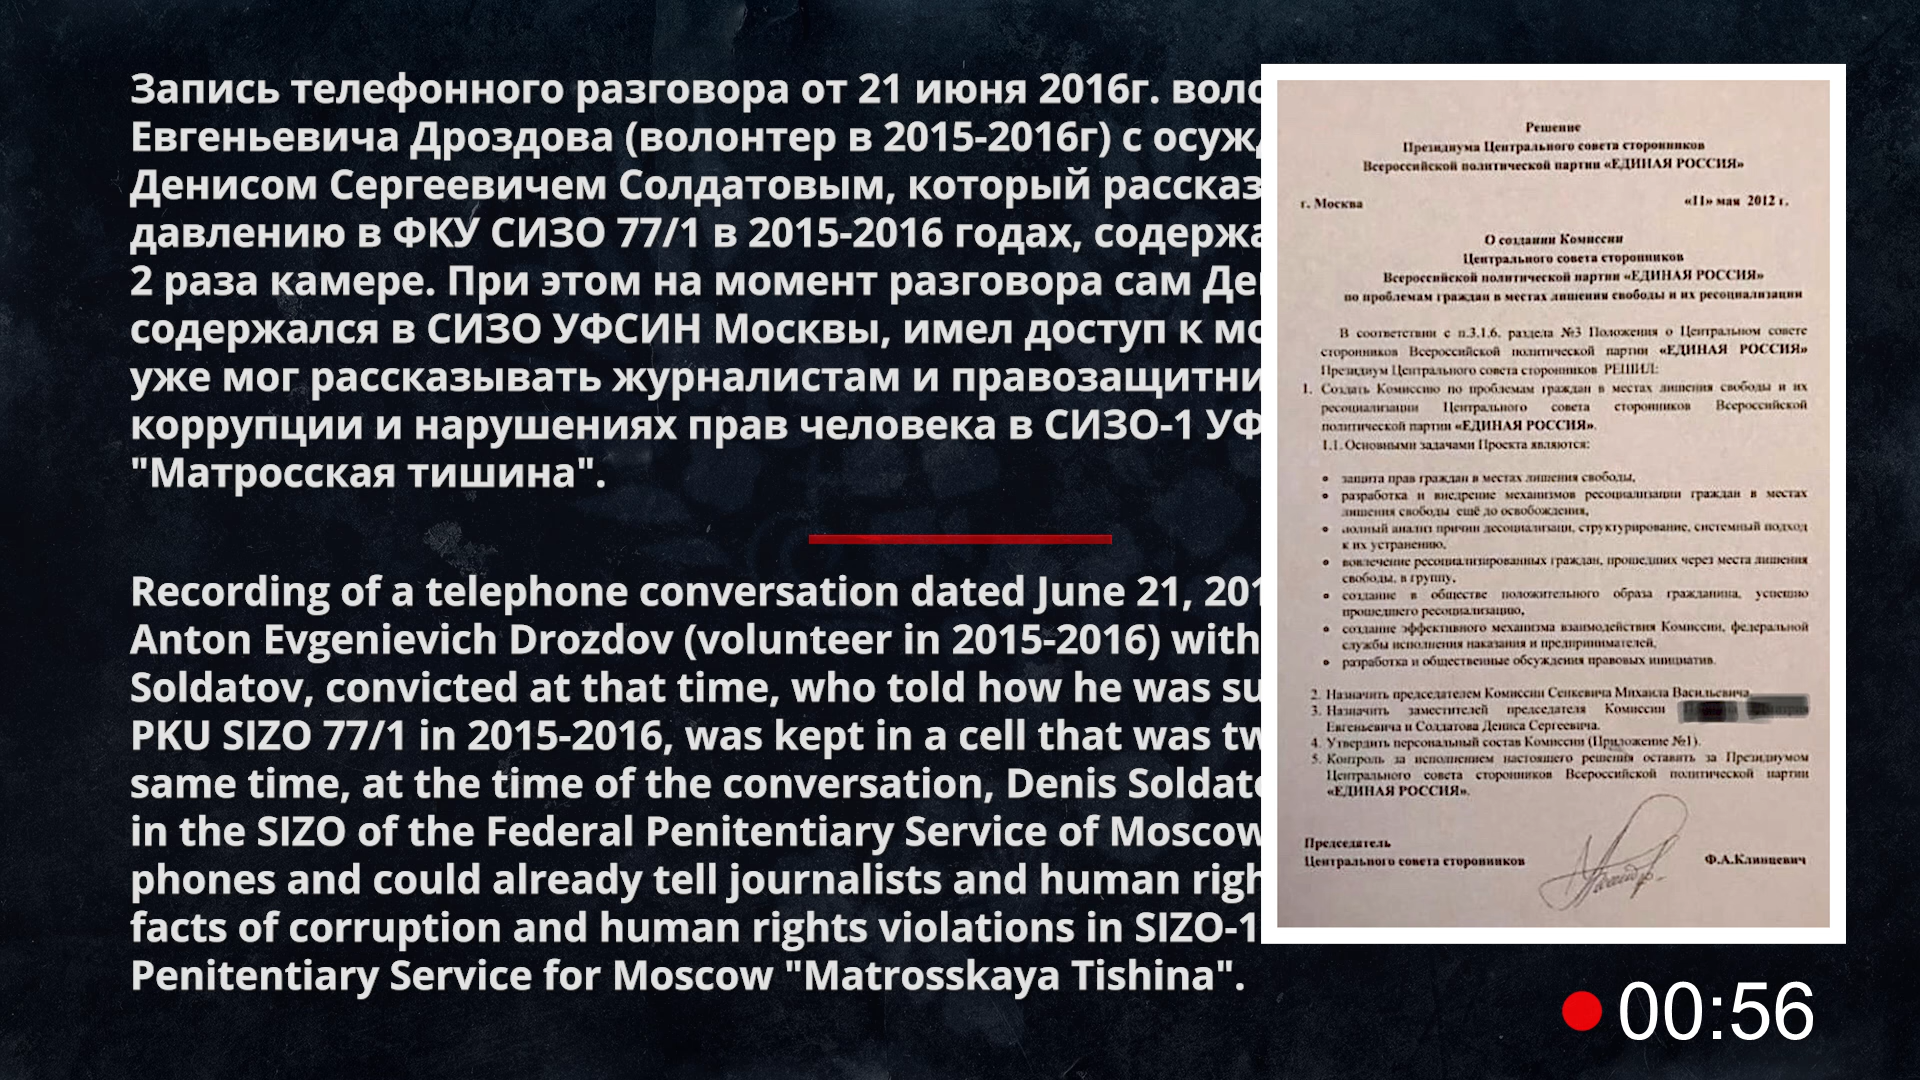 Запись телефонного разговора от 21 июня 2016г.
Евгеньевича Дроздова (волонтер в 2015-2016г) с
Денисом Сергеевичем Солдатовым, который
давлению в ФКУ СИЗО 77/1 в 2015-2016 годах,
2 раза камере. При этом на момент разговора сам
содержался в СИЗО УФСИН Москвы, имел доступ к
уже мог рассказывать журналистам и
коррупции и нарушениях прав человека в СИЗО-1
"Матросская тишина".
Recording of a telephone conversation dated June 21,
Anton Evgenievich Drozdov (volunteer in 2015-2016) with
Soldatov, convicted at that time, who told how he was
PKU SIZO 77/1 in 2015-2016, was kept in a cell that was
same time, at the time of the conversation, Denis
in the SIZO of the Federal Penitentiary Service of Moscow
phones and could already tell journalists and human
facts of corruption and human rights violations in SIZO-1
Penitentiary Service for Moscow "Matrosskaya Tishina".
Решение
Президиума Центрального совета сторонников
Всероссийской политической партии «ЕДИНАЯ РОССИЯ»
г. Москва «11» мая 2012 г.
О создании Комиссии
Центрального совета сторонников
Всероссийской политической партии «ЕДИНАЯ РОССИЯ»
по проблемам граждан в местах лишения свободы и их ресоциализации
В соответствии с п.3.1.6. раздела №3 Положения о Центральном совете
сторонников Всероссийской политической партии «ЕДИНАЯ РОССИЯ»
Президиум Центрального совета сторонников РЕШИЛ:
1. Создать Комиссию по проблемам граждан в местах лишения свободы и их
ресоциализации Центрального совета сторонников Всероссийской
политической партии «ЕДИНАЯ РОССИЯ».
1.1. Основными задачами Проекта являются:
• защита прав граждан в местах лишения свободы,
• разработка и внедрение механизмов ресоциализации граждан в местах
лишения свободы ещё до освобождения,
• полный анализ причин десоциализации, структурирование, системный подход
к их устранению,
• вовлечение ресоциализированных граждан, прошедших через места лишения
свободы, в группу,
• создание в обществе положительного образа гражданина, успешно
прошедшего ресоциализацию,
• создание эффективного механизма взаимодействия Комиссии, федеральной
службы исполнения наказания и предпринимателей,
• разработка и общественные обсуждения правовых инициатив.
2. Назначить председателем Комиссии Сенкевича Михаила Васильевича
3. Назначить заместителей председателя Комиссии
Евгеньевича и Солдатова Дениса Сергеевича.
4. Утвердить персональный состав Комиссии (Приложение №1).
5. Контроль за исполнением настоящего решения оставить за Президиумом
Центрального совета сторонников Всероссийской политической партии
«ЕДИНАЯ РОССИЯ».
Председатель
Центрального совета сторонников Ф.А.Клинцевич
00:56